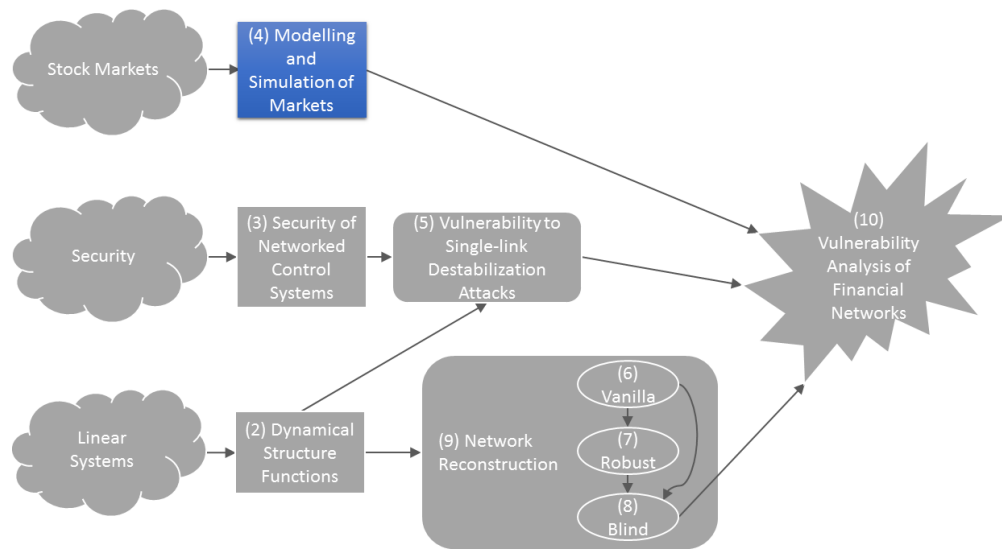 Stock Markets
(4) Modelling
and
Simulation of
Markets
Security
(3) Security of
Networked
Control
Systems
(5) Vulnerability to
Single-link
Destabilization
Attacks
(10)
Vulnerability
Analysis of
Financial
Networks
Linear
Systems
(2) Dynamical
Structure
Functions
(9) Network
Reconstruction
(6)
Vanilla
(7)
Robust
(8)
Blind